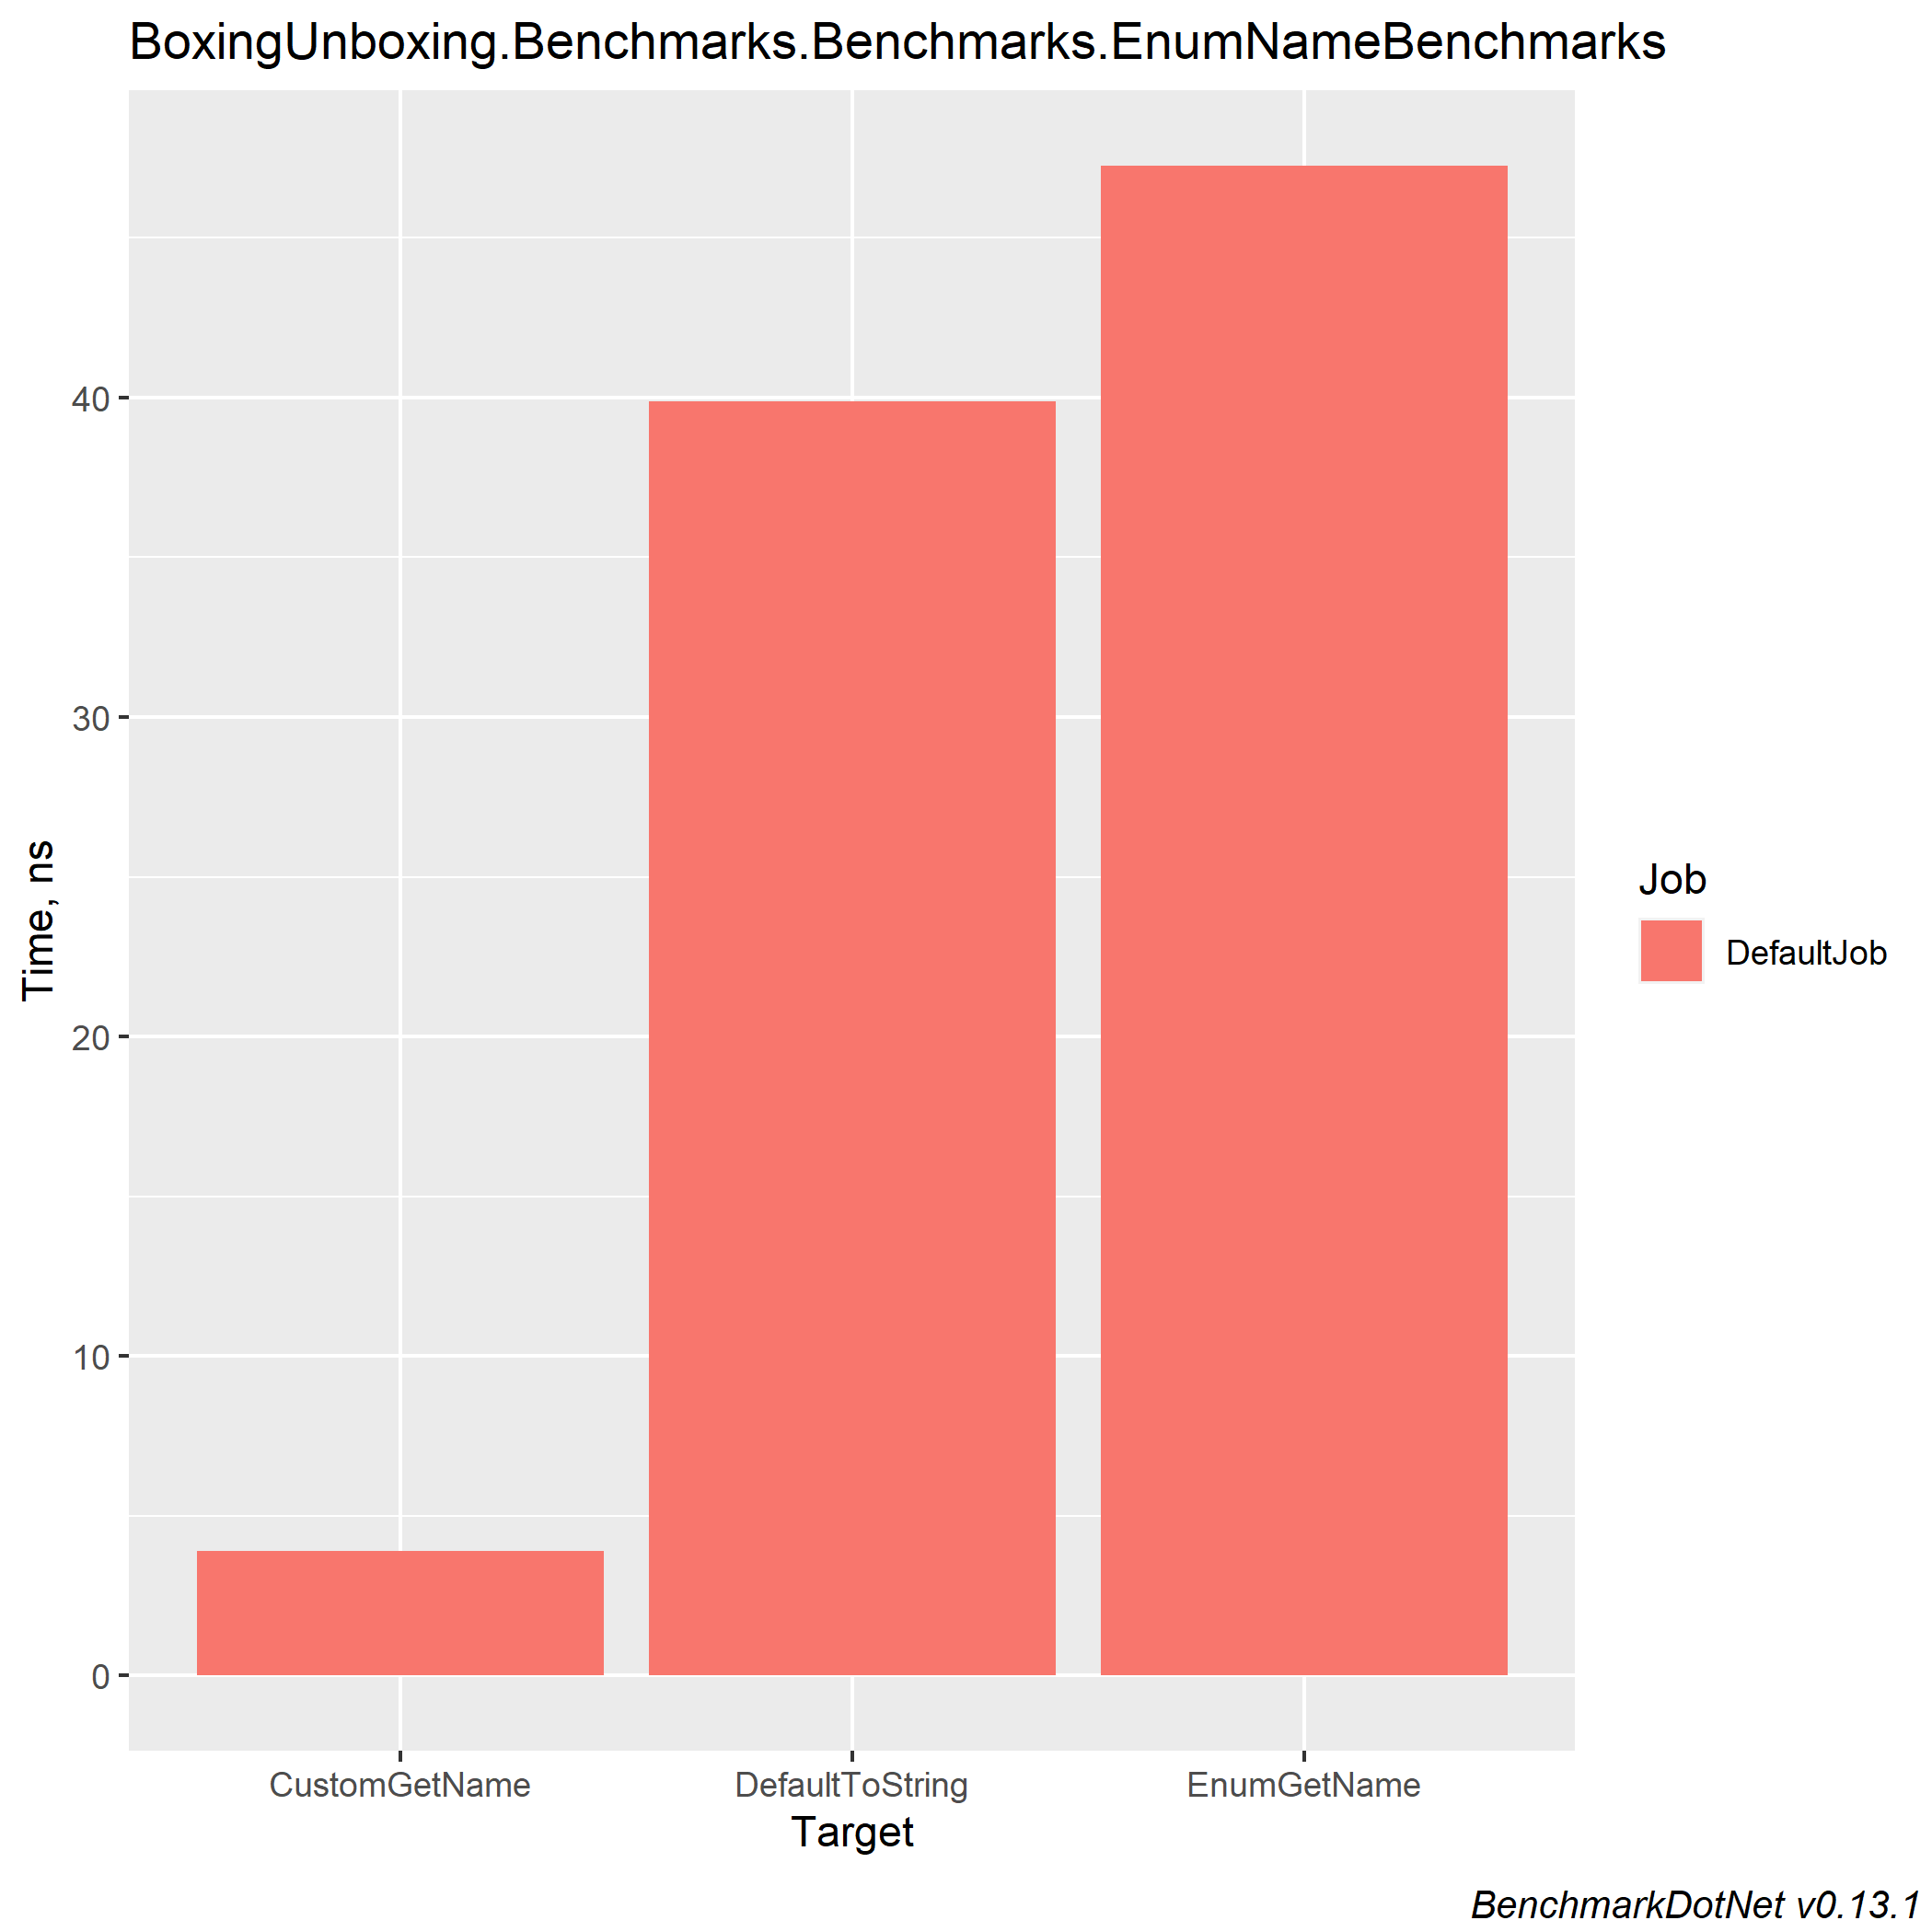 BoxingUnboxing.Benchmarks.Benchmarks.EnumNameBenchmarks
Time, ns
40
30
20
10
0
CustomGetName DefaultToString EnumGetName
Target
Job
DefaultJob
BenchmarkDotNet v0.13.1